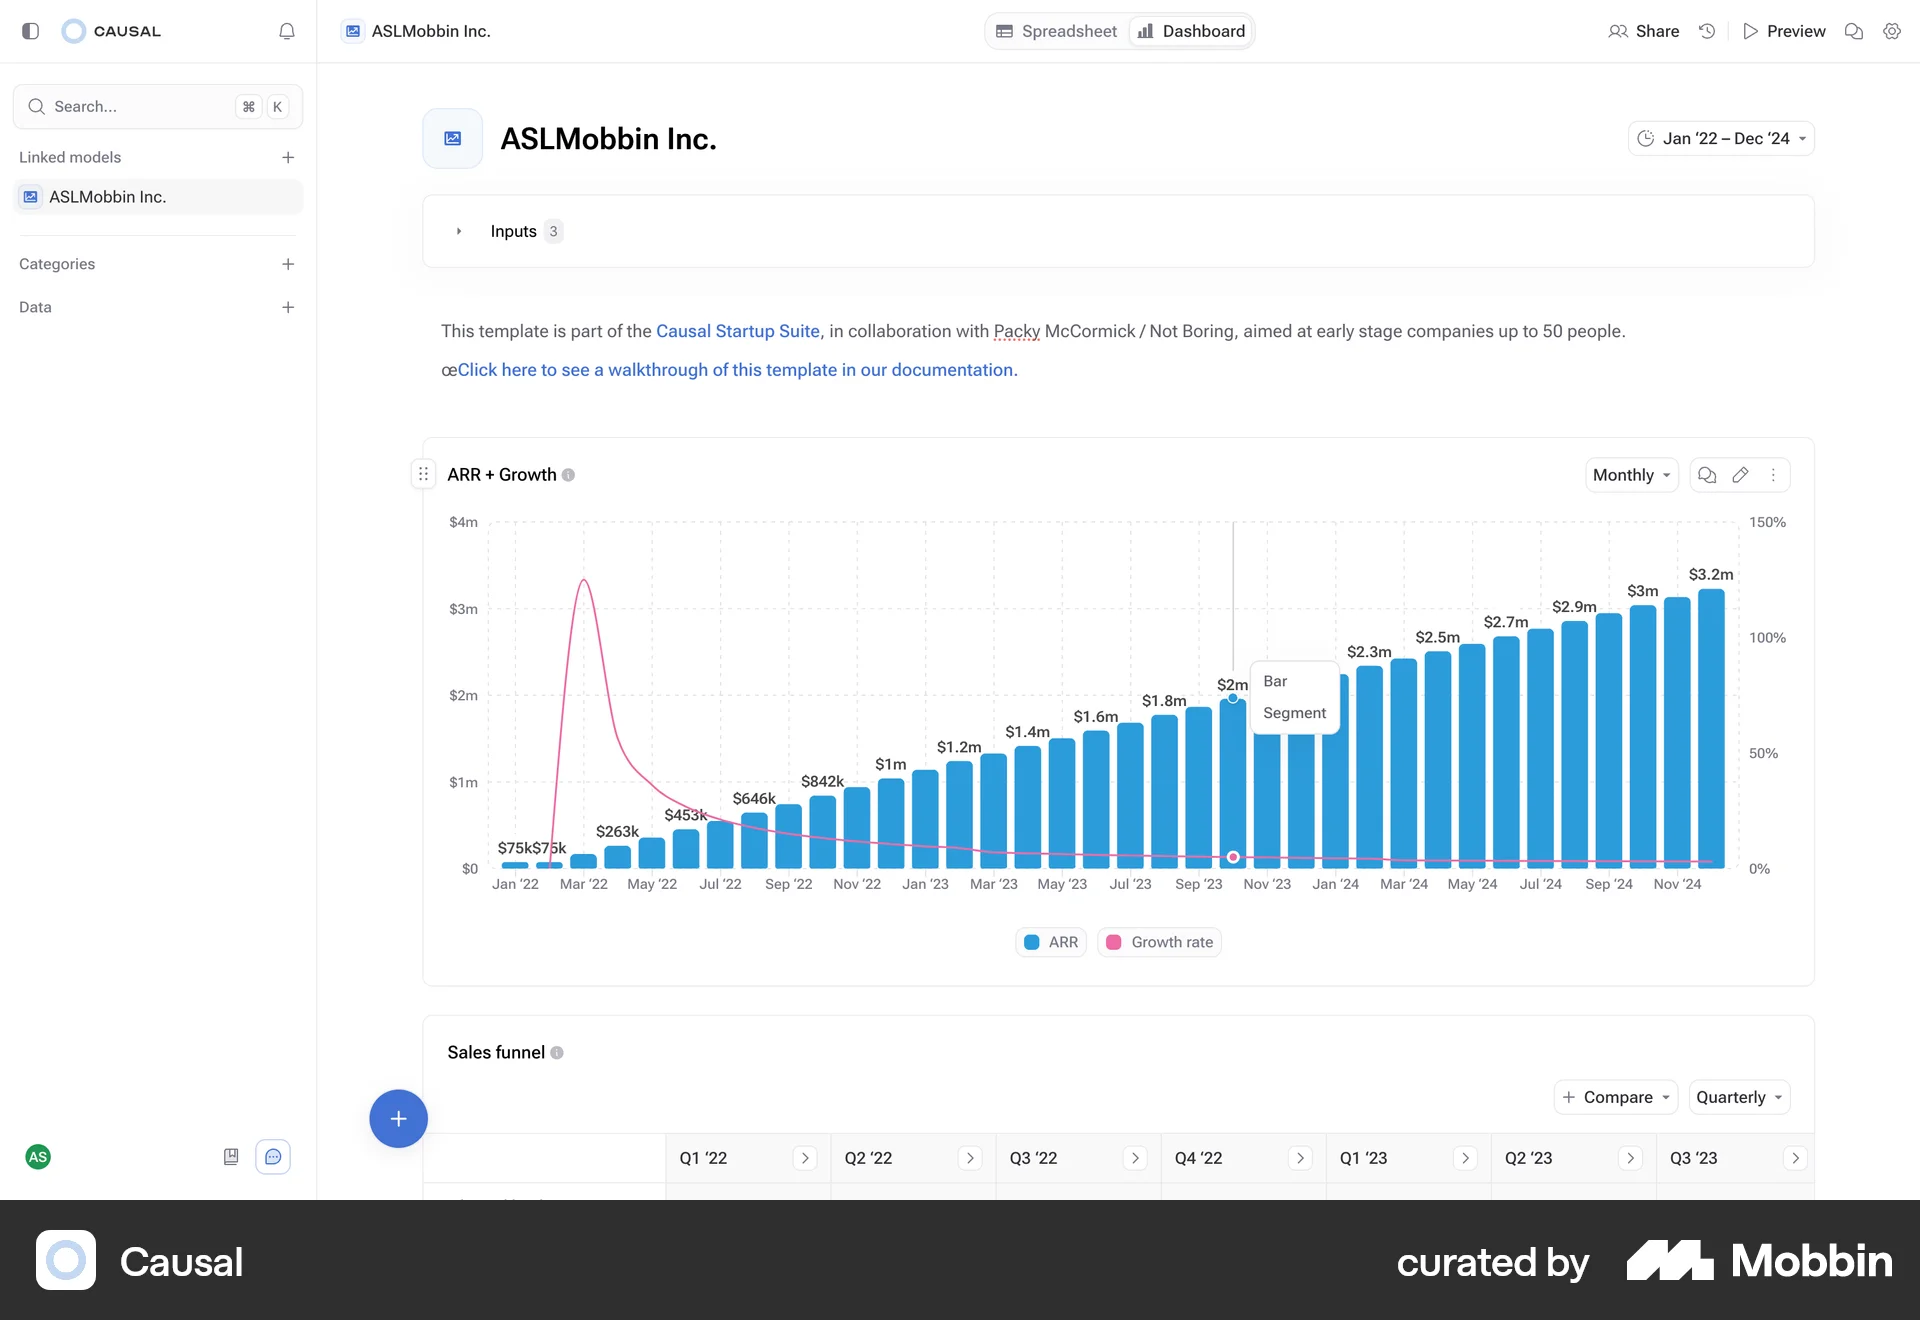 CAUSAL
ASLMobbin Inc.
Spreadsheet
Dashboard
Share
Preview
Search...
⌘ K
Linked models
ASLMobbin Inc.
Categories
Data
AS
ASLMobbin Inc.
Jan ‘22 – Dec ‘24
Inputs 3
This template is part of the Causal Startup Suite, in collaboration with Packy McCormick / Not Boring, aimed at early stage companies up to 50 people.
œClick here to see a walkthrough of this template in our documentation.
ARR + Growth
Monthly
$4m
$3m
$2m
$1m
$0
150%
100%
50%
0%
$75k $75k $263k $453k $646k $842k $1m $1.2m $1.4m $1.6m $1.8m $2m $2.3m $2.5m $2.7m $2.9m $3m $3.2m
Bar
Segment
Jan ‘22 Mar ‘22 May ‘22 Jul ‘22 Sep ‘22 Nov ‘22 Jan ‘23 Mar ‘23 May ‘23 Jul ‘23 Sep ‘23 Nov ‘23 Jan ‘24 Mar ‘24 May ‘24 Jul ‘24 Sep ‘24 Nov ‘24
ARR
Growth rate
Sales funnel
Compare
Quarterly
Q1 ‘22 Q2 ‘22 Q3 ‘22 Q4 ‘22 Q1 ‘23 Q2 ‘23 Q3 ‘23
Causal
curated by Mobbin